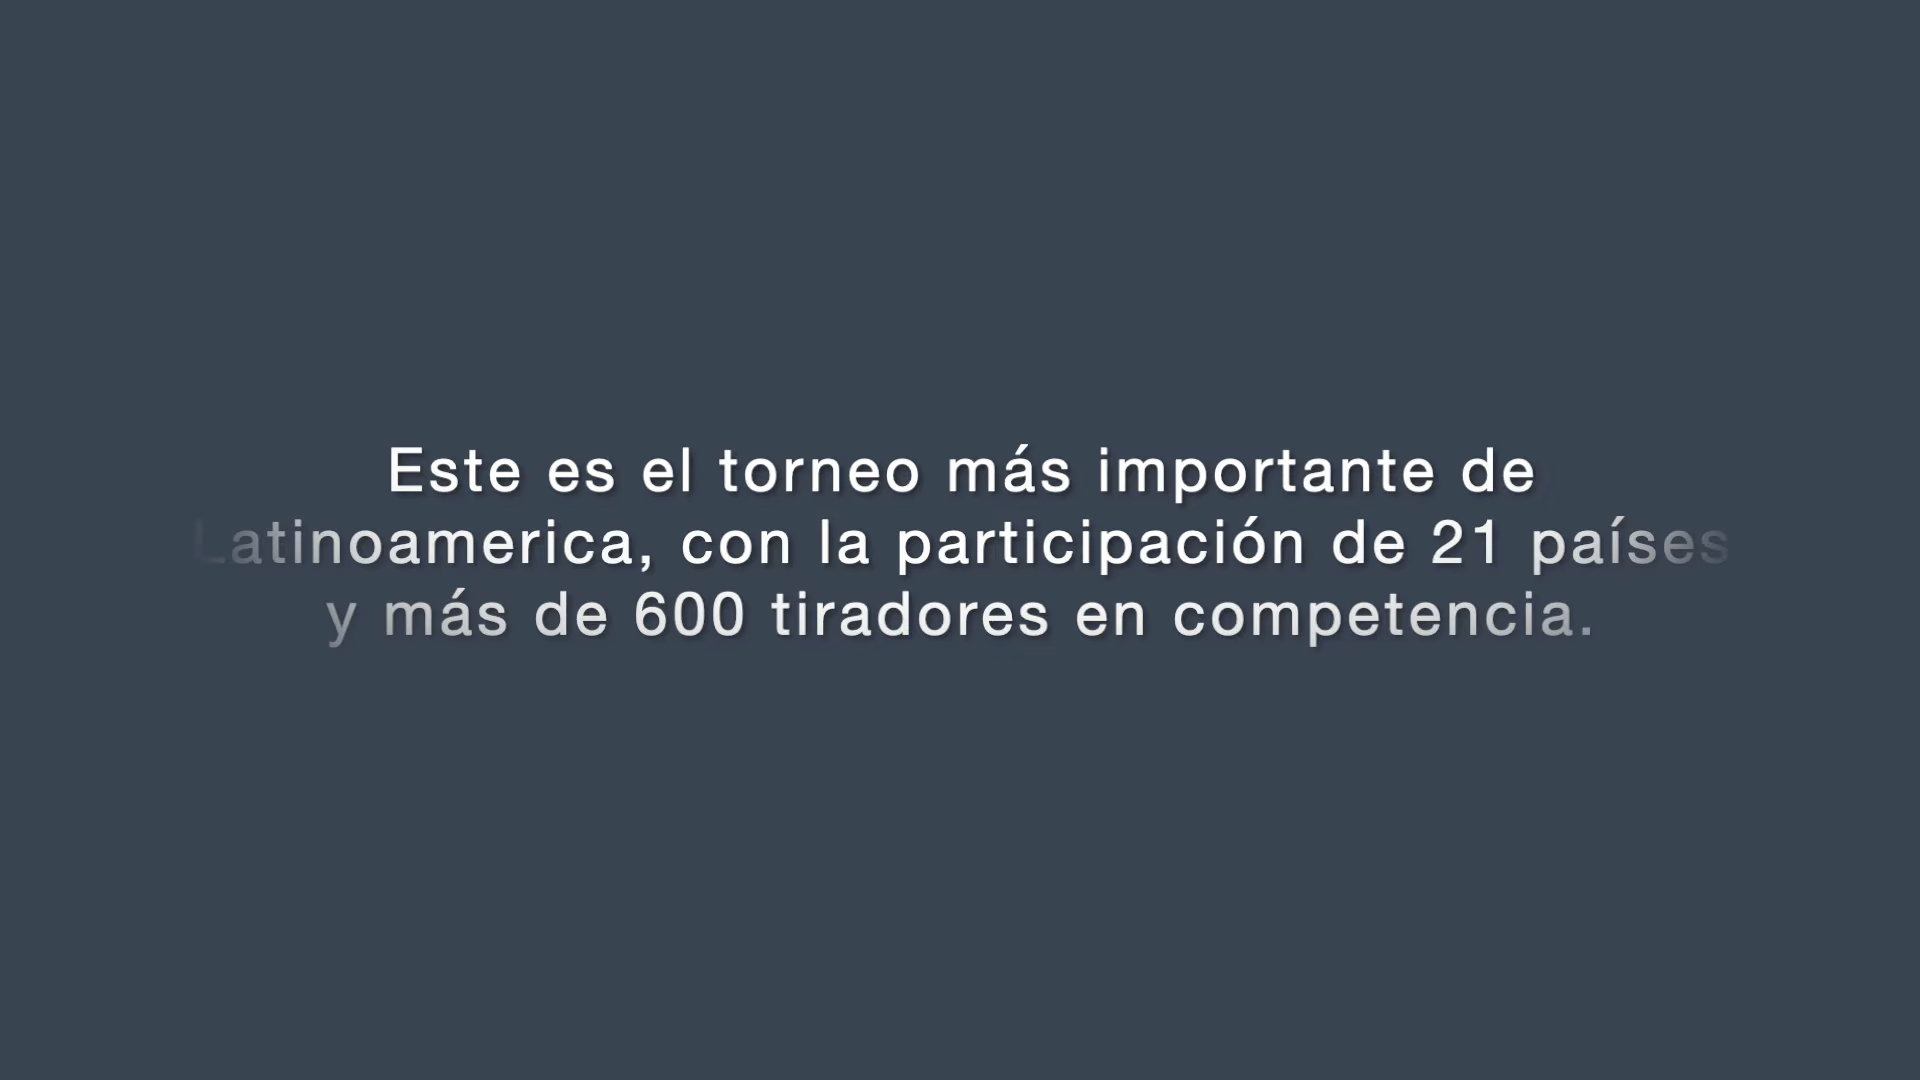 Este es el torneo más importante de
Latinoamerica, con la participación de 21 países
y más de 600 tiradores en competencia.